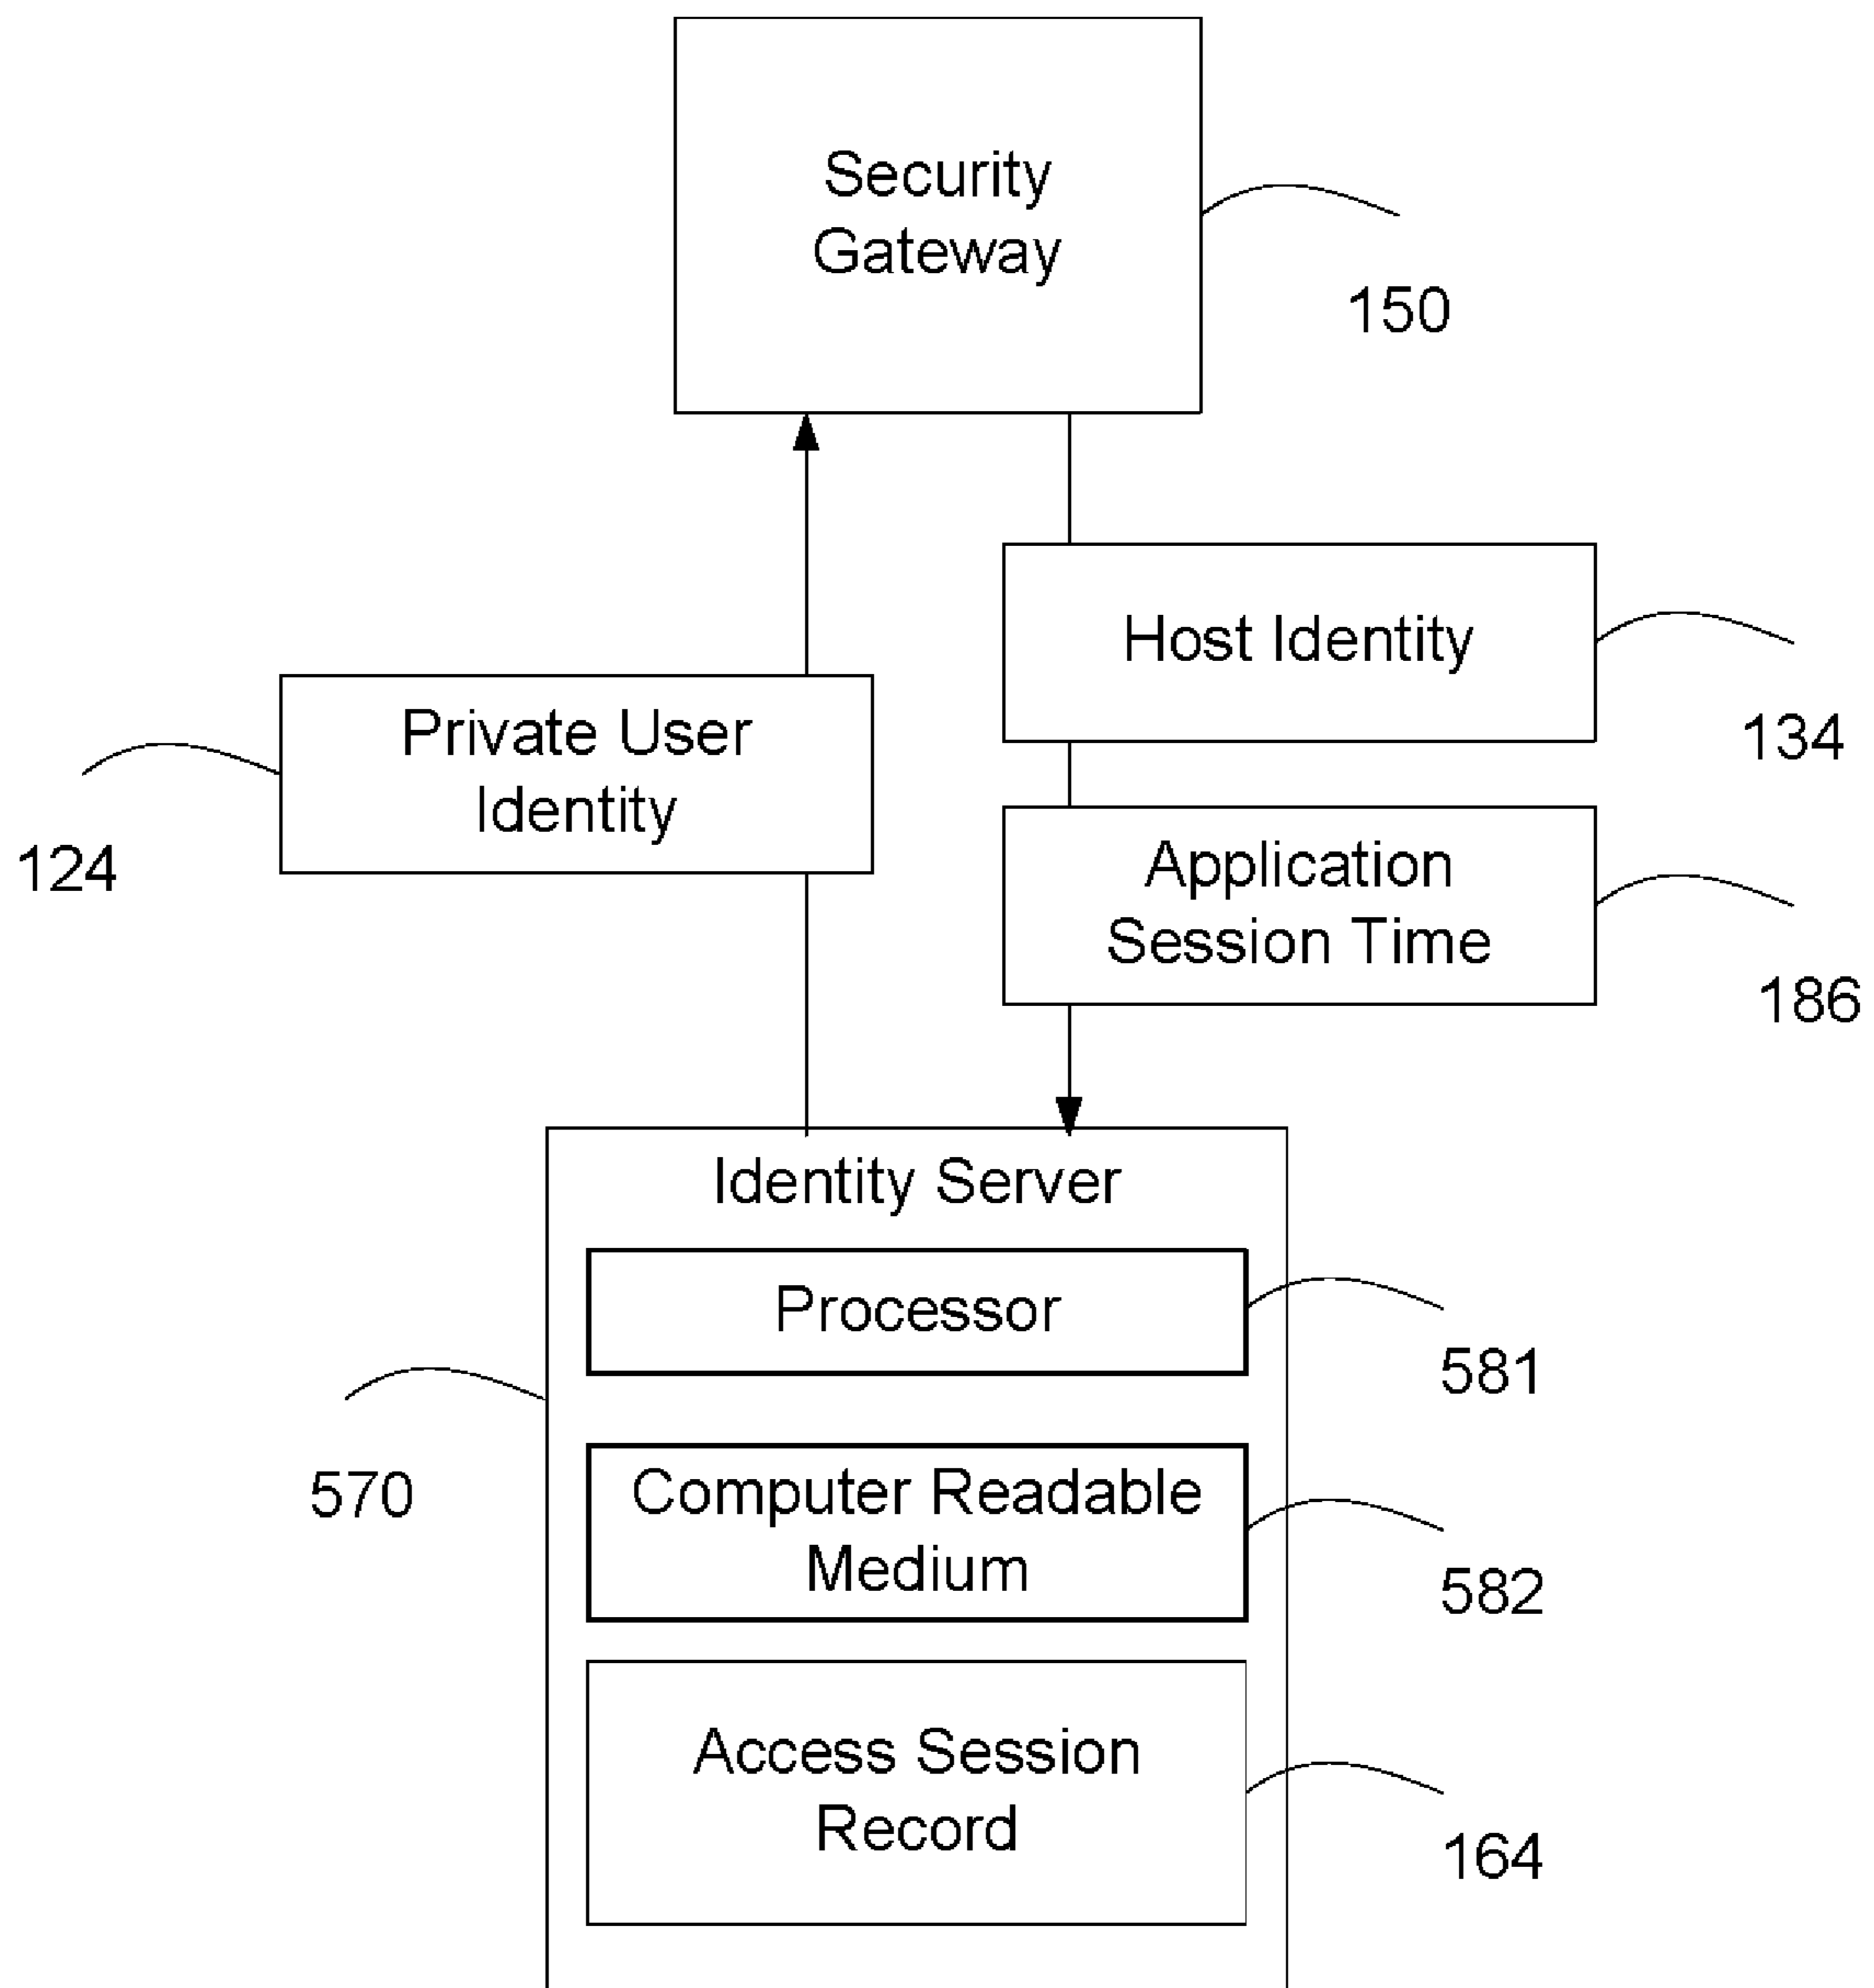 Security
Gateway
150
Host Identity
134
Private User
Identity
124
Application
Session Time
186
Identity Server
Processor
581
570
Computer Readable
Medium
582
Access Session
Record
164